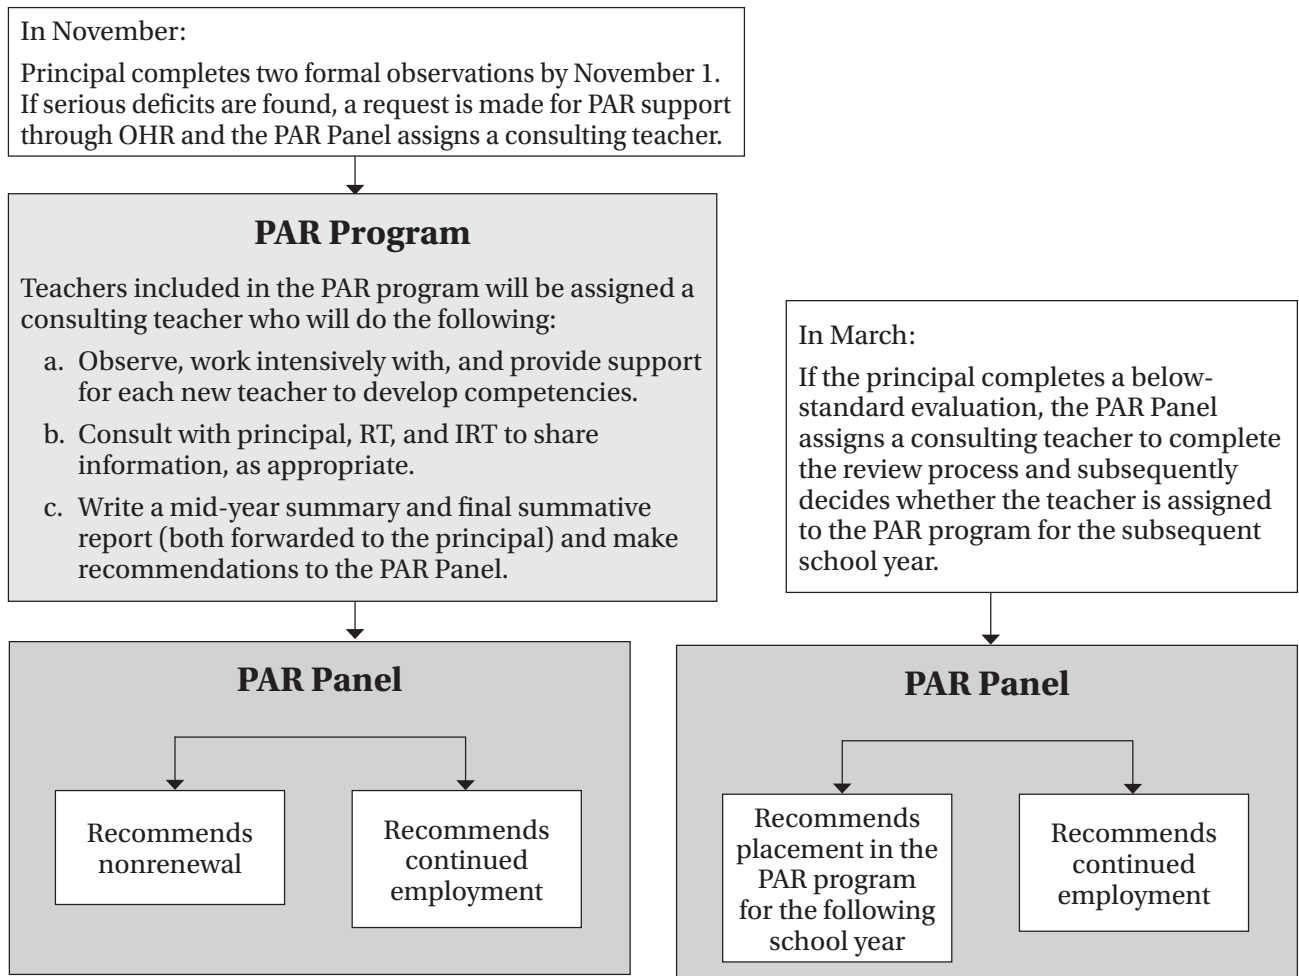 In November:
Principal completes two formal observations by November 1.
If serious deficits are found, a request is made for PAR support
through OHR and the PAR Panel assigns a consulting teacher.
PAR Program
Teachers included in the PAR program will be assigned a
consulting teacher who will do the following:
a. Observe, work intensively with, and provide support
for each new teacher to develop competencies.
b. Consult with principal, RT, and IRT to share
information, as appropriate.
c. Write a mid-year summary and final summative
report (both forwarded to the principal) and make
recommendations to the PAR Panel.
PAR Panel
Recommends
nonrenewal
Recommends
continued
employment
In March:
If the principal completes a below-
standard evaluation, the PAR Panel
assigns a consulting teacher to complete
the review process and subsequently
decides whether the teacher is assigned
to the PAR program for the subsequent
school year.
PAR Panel
Recommends
placement in the
PAR program
for the following
school year
Recommends
continued
employment